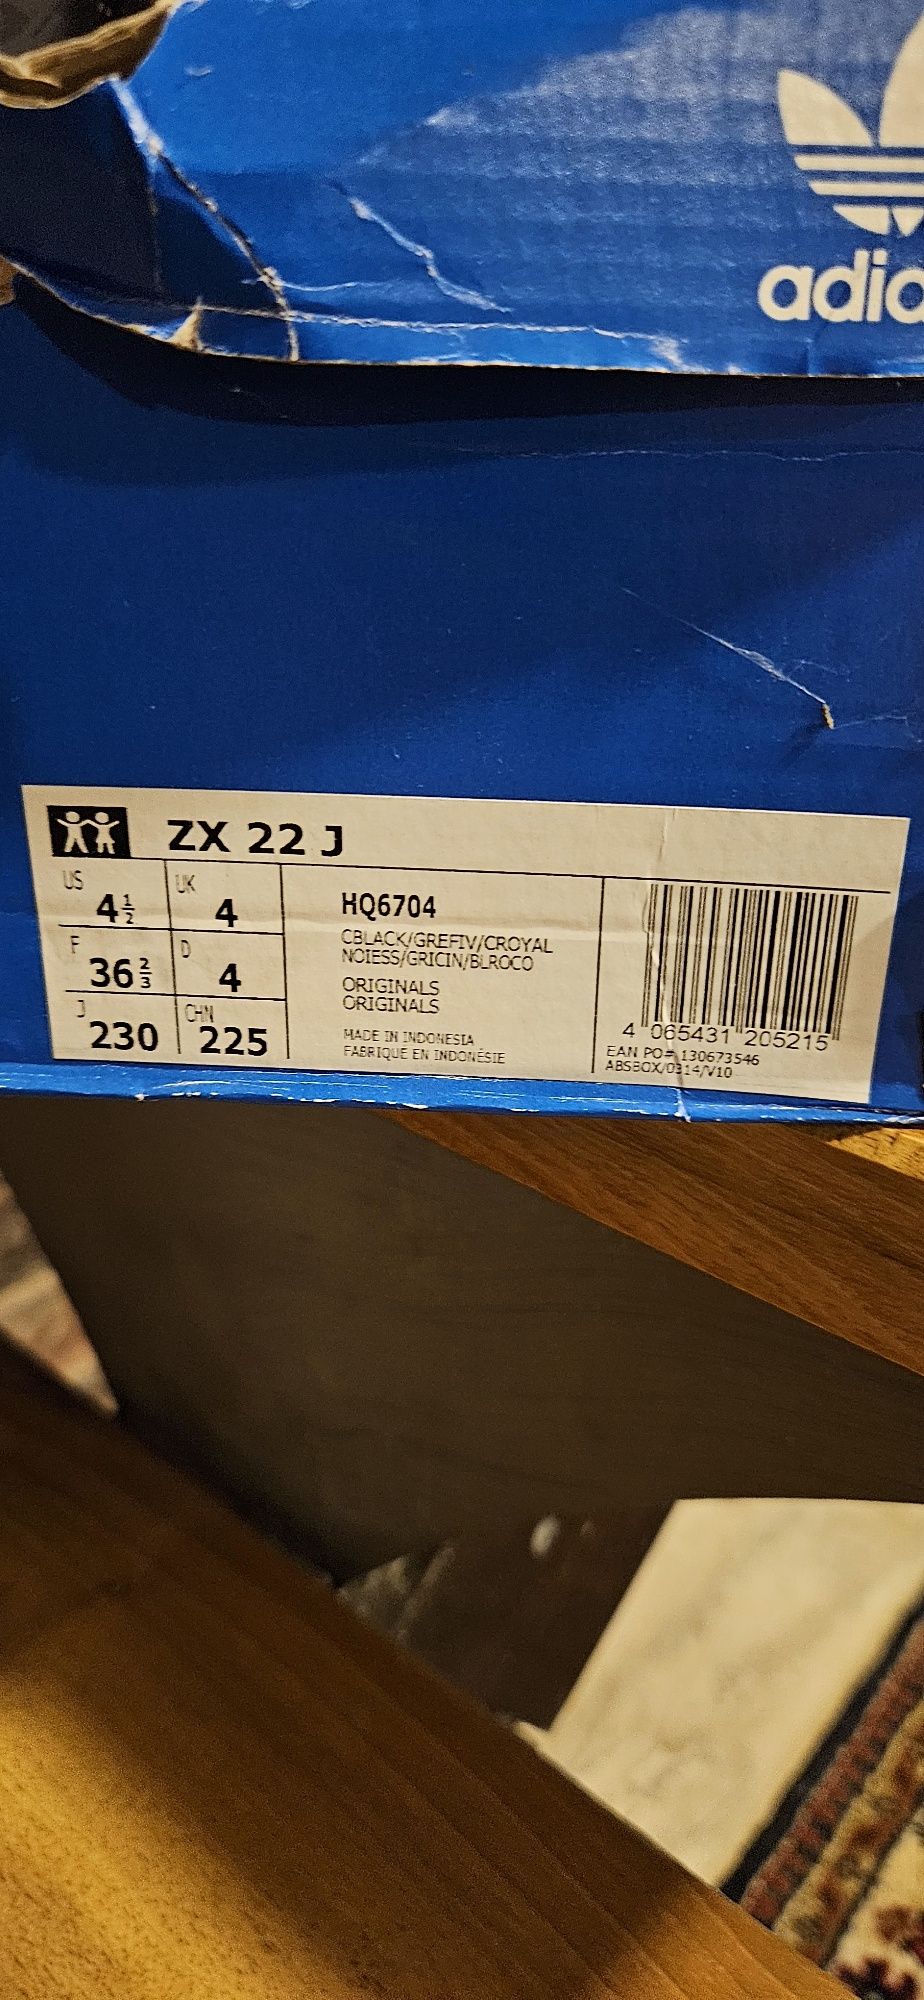 adid
ZX 22 J
US 4½ UK 4
F 36⅔ D 4
J 230 CHN 225
HQ6704
CBLACK/GREFIV/CROYAL
NOIESS/GRICIN/BLROCO
ORIGINALS
ORIGINALS
MADE IN INDONESIA
FABRIQUÉ EN INDONÉSIE
4 065431 205215
EAN PO# 130673546
ABSBOX/0314/V10